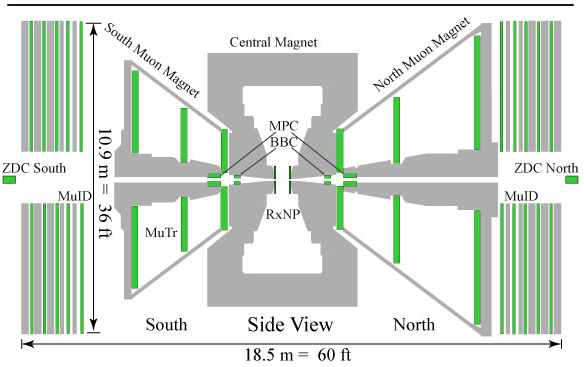 South Muon Magnet
Central Magnet
North Muon Magnet
MPC
BBC
ZDC South
ZDC North
MuID
MuID
10.9 m = 36 ft
MuTr
RxNP
South
Side View
North
18.5 m = 60 ft